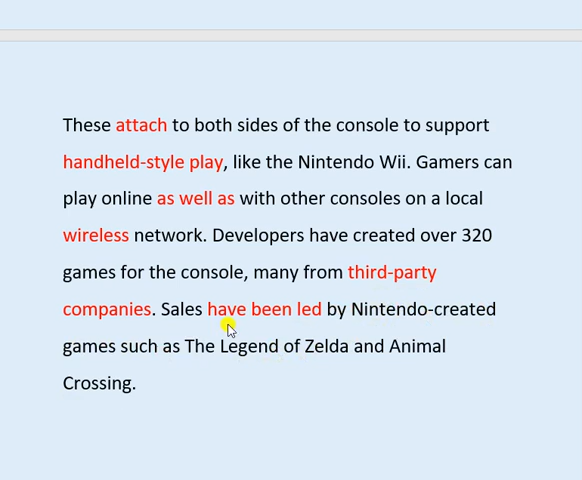 These attach to both sides of the console to support
handheld-style play, like the Nintendo Wii. Gamers can
play online as well as with other consoles on a local
wireless network. Developers have created over 320
games for the console, many from third-party
companies. Sales have been led by Nintendo-created
games such as The Legend of Zelda and Animal
Crossing.